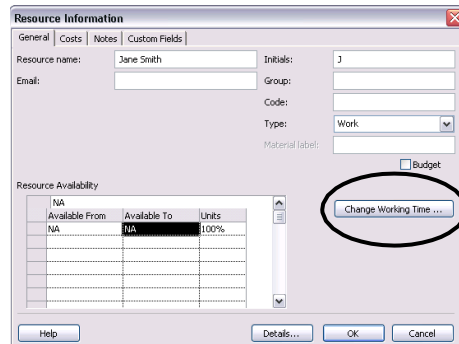 Resource Information
General Costs Notes Custom Fields
Resource name: Jane Smith Initials: J
Email: Group:
Code:
Type: Work
Material label:
Budget
Resource Availability
NA
Change Working Time ...
Available From Available To Units
NA NA 100%
Help Details... OK Cancel